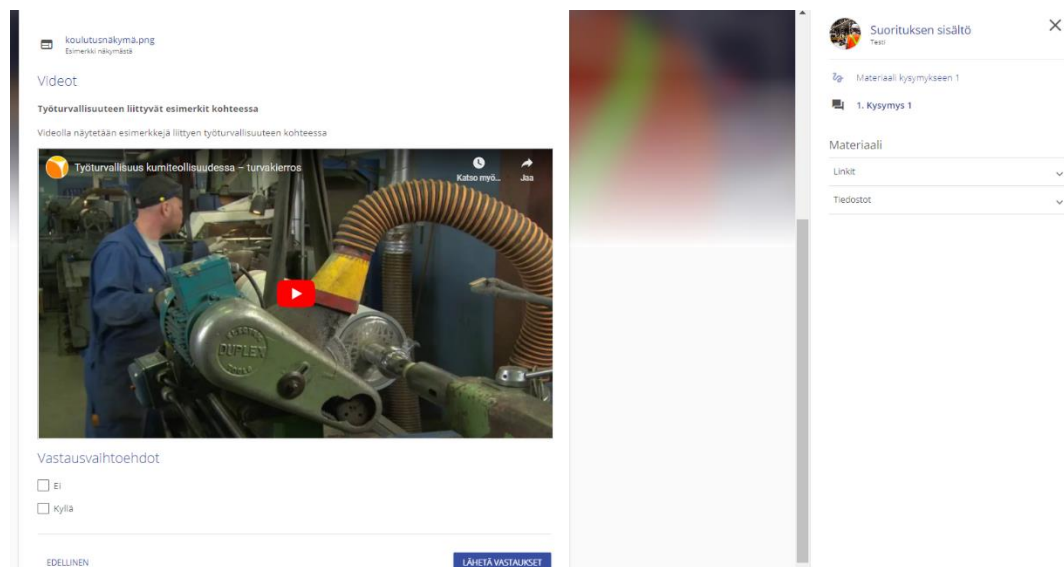 koulutusnäkymä.png
Esimerkki näkymästä
Videot
Työturvallisuuteen liittyvät esimerkit kohteessa
Videolla näytetään esimerkkejä liittyen työturvallisuuteen kohteessa
Työturvallisuus kumiteollisuudessa – turvakierros
Katso myö...
Jaa
DUPLEX
Vastausvaihtoehdot
Ei
Kyllä
EDELLINEN
LÄHETÄ VASTAUKSET
Suorituksen sisältö
Testi
Materiaali kysymykseen 1
1. Kysymys 1
Materiaali
Linkit
Tiedostot